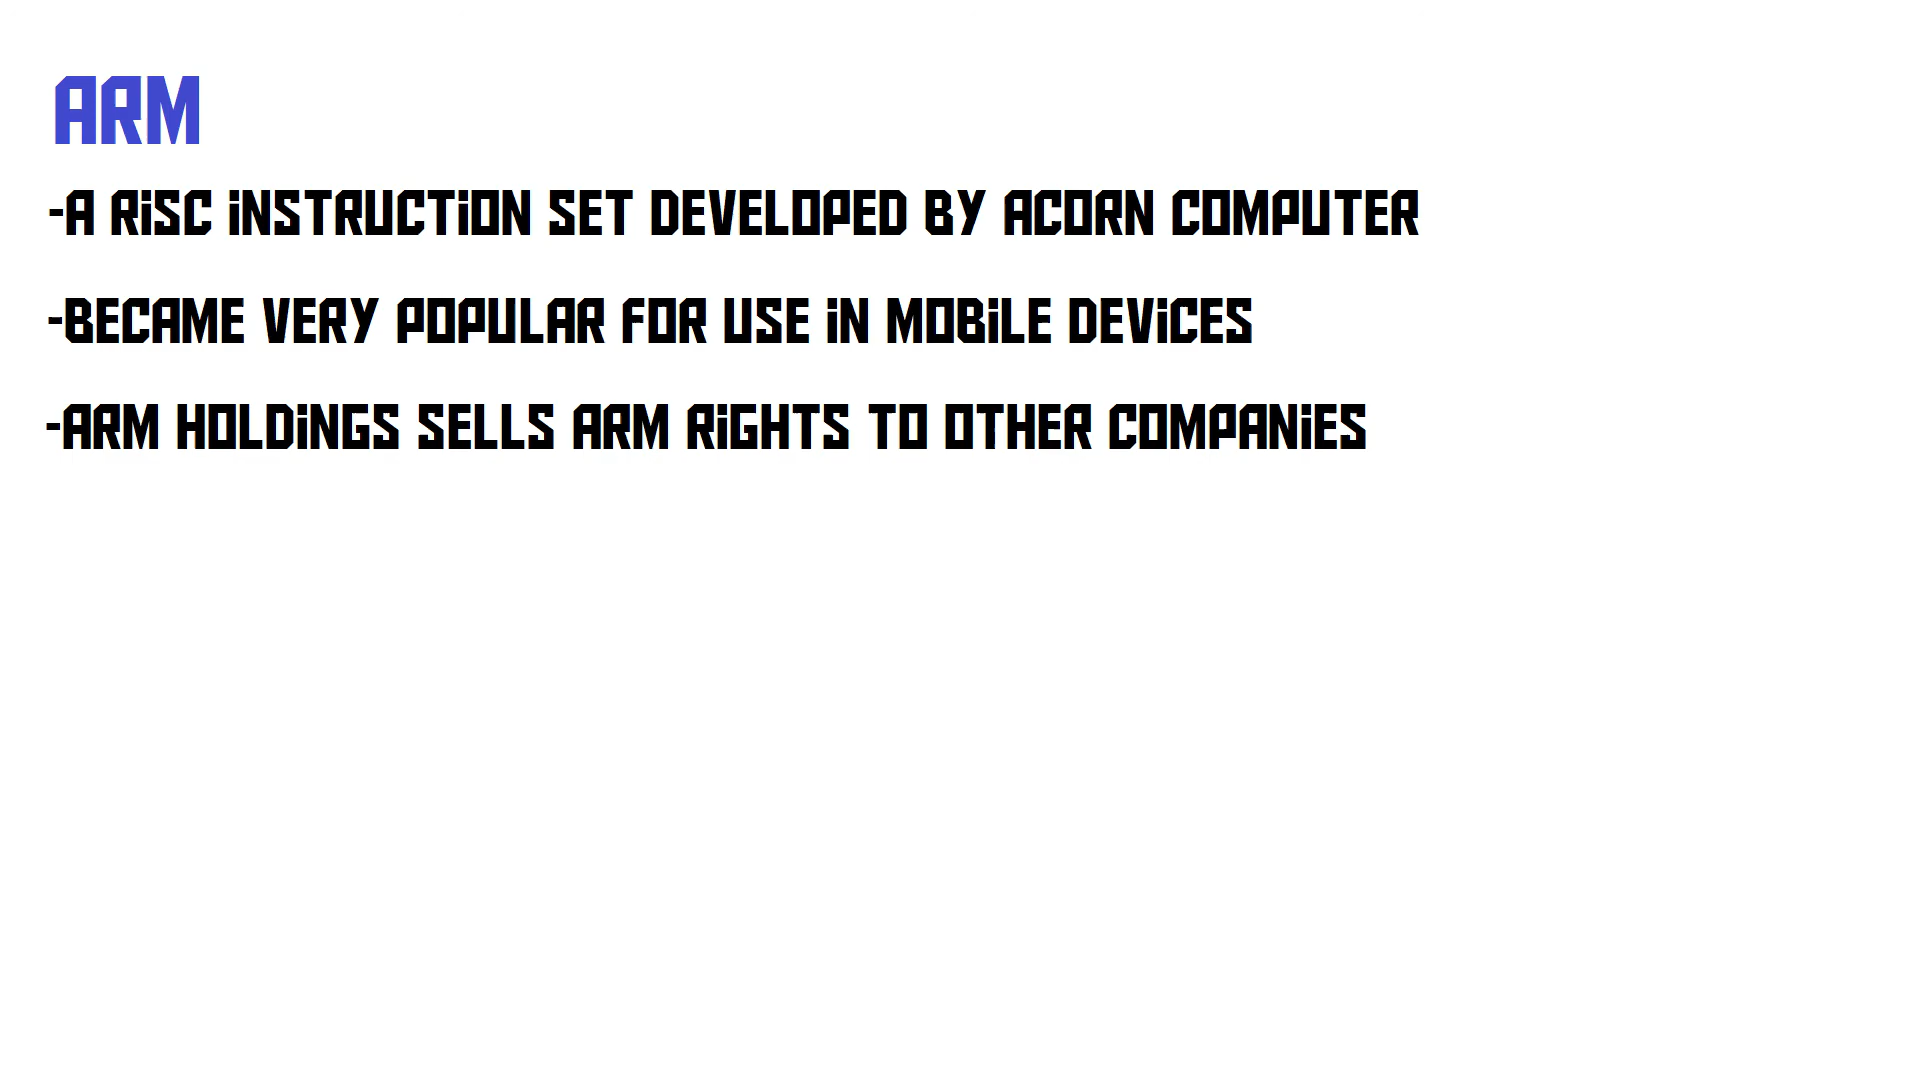 ARM
-A RiSC iNSTRUCTiON SET DEVELOPED BY ACORN COMPUTER
-BECAME VERY POPULAR FOR USE iN MOBiLE DEViCES
-ARM HOLDiNGS SELLS ARM RiGHTS TO OTHER COMPANiES